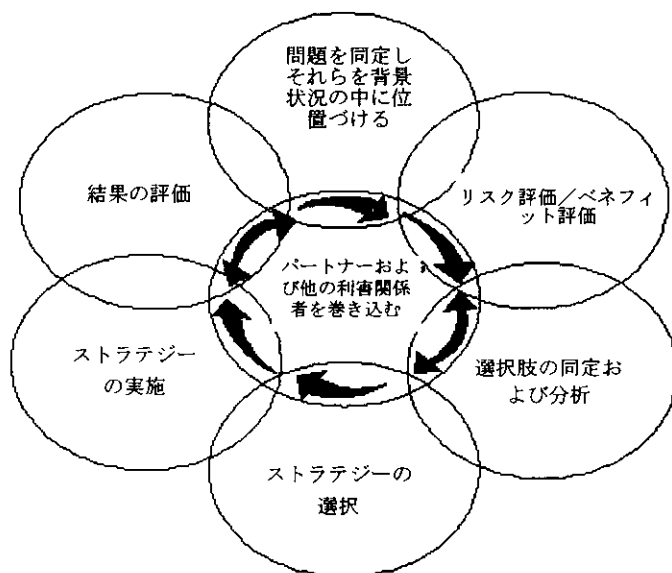 問題を同定し
それらを背景
状況の中に位
置づける
結果の評価
リスク評価／ベネフィ
ット評価
パートナーおよ
び他の利害関係
者を巻き込む
ストラテジー
の実施
選択肢の同定お
よび分析
ストラテジーの
選択